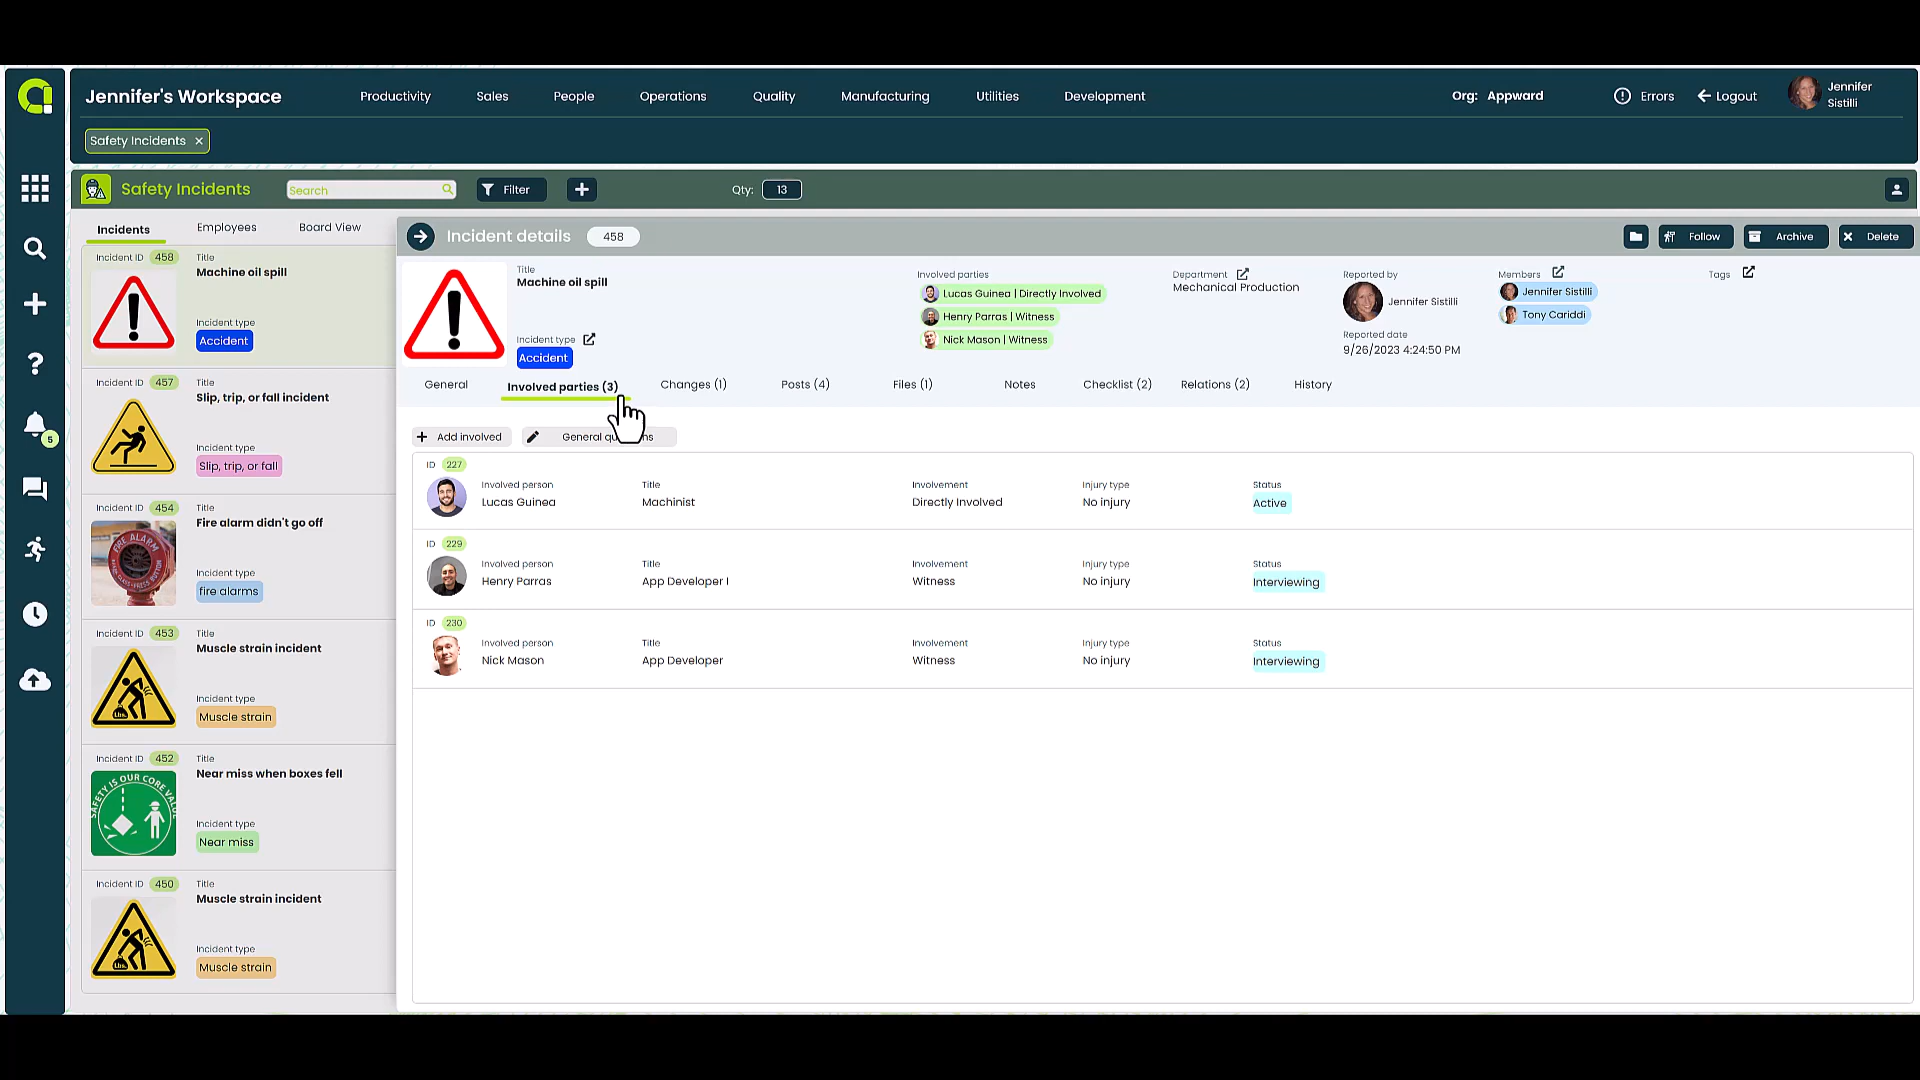 Jennifer's Workspace
Productivity
Sales
People
Operations
Quality
Manufacturing
Utilities
Development
Org: Appward
Errors
Logout
Jennifer
Sistilli
Safety Incidents
Safety Incidents
Search
Filter
Qty: 13
Incidents
Employees
Board View
Incident details 458
Follow
Archive
Delete
5
Incident ID 458
Title
Machine oil spill
Incident type
Accident
Incident ID 457
Title
Slip, trip, or fall incident
Incident type
Slip, trip, or fall
Incident ID 454
Title
Fire alarm didn't go off
FIRE ALARM
Incident type
fire alarms
Incident ID 453
Title
Muscle strain incident
Lbs.
Incident type
Muscle strain
Incident ID 452
Title
Near miss when boxes fell
SAFETY IS OUR CORE VALUE
Incident type
Near miss
Incident ID 450
Title
Muscle strain incident
Lbs.
Incident type
Muscle strain
Title
Machine oil spill
Incident type
Accident
Involved parties
Lucas Guinea | Directly Involved
Henry Parras | Witness
Nick Mason | Witness
Department
Mechanical Production
Reported by
Jennifer Sistilli
Reported date
9/26/2023 4:24:50 PM
Members
Jennifer Sistilli
Tony Cariddi
Tags
General
Involved parties (3)
Changes (1)
Posts (4)
Files (1)
Notes
Checklist (2)
Relations (2)
History
Add involved
General
ID 227
Involved person
Lucas Guinea
Title
Machinist
Involvement
Directly Involved
Injury type
No injury
Status
Active
ID 229
Involved person
Henry Parras
Title
App Developer I
Involvement
Witness
Injury type
No injury
Status
Interviewing
ID 230
Involved person
Nick Mason
Title
App Developer
Involvement
Witness
Injury type
No injury
Status
Interviewing